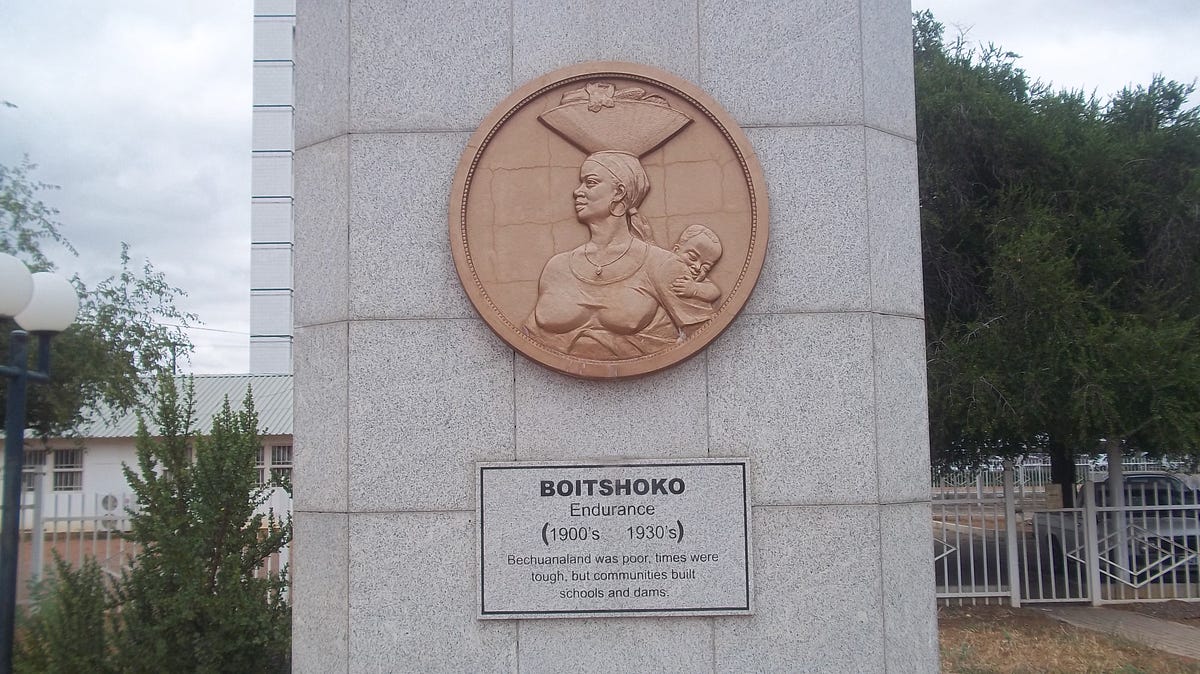 BOITSHOKO
Endurance
(1900's 1930's)
Bechuanaland was poor, times were
tough, but communities built
schools and dams.